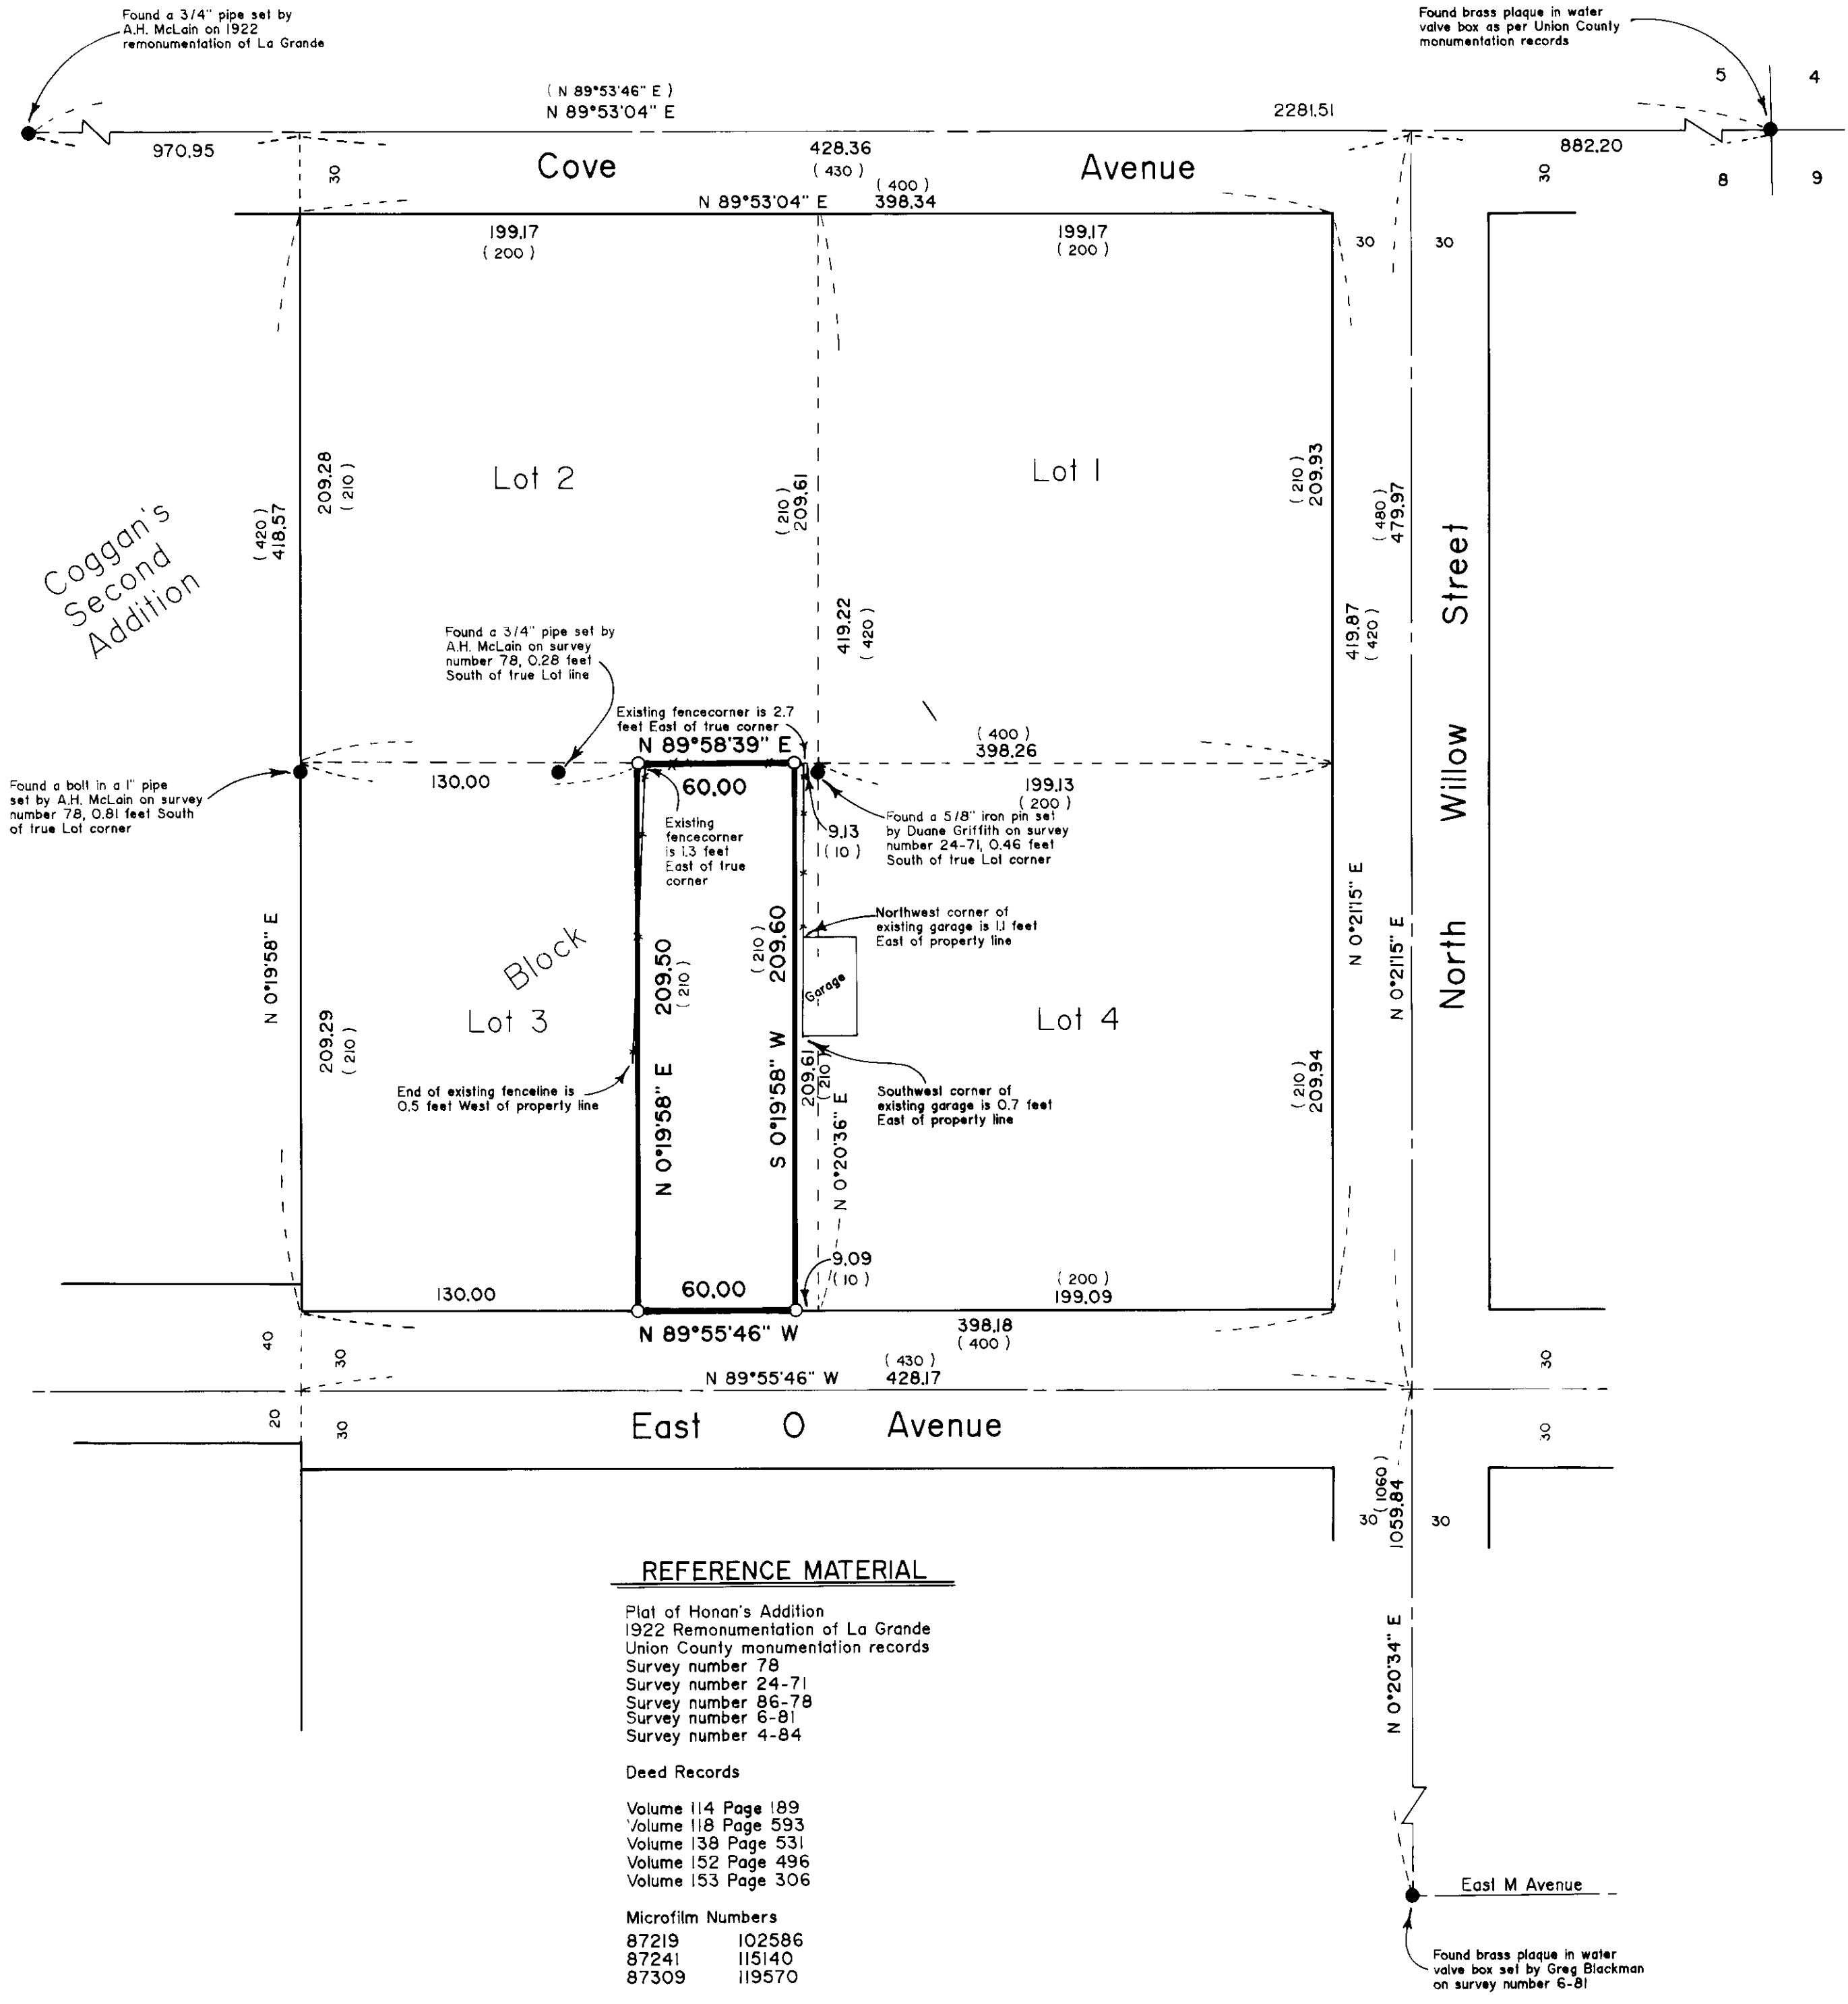 Found a 3/4" pipe set by
A.H. McLain on 1922
remonumentation of La Grande
Found brass plaque in water
valve box as per Union County
monumentation records
5
4
8
9
( N 89°53'46" E )
N 89°53'04" E
2281.51
970.95
428.36
( 430 )
882.20
30
Cove Avenue
30
( 400 )
N 89°53'04" E 398.34
199.17
( 200 )
199.17
( 200 )
30
30
Lot 2
Lot 1
209.28
( 210 )
( 420 )
418.57
( 210 )
209.61
419.22
( 420 )
( 210 )
209.93
( 480 )
479.97
419.87
( 420 )
North Willow Street
Coggan's
Second
Addition
Found a 3/4" pipe set by
A.H. McLain on survey
number 78, 0.28 feet
South of true Lot line
Existing fencecorner is 2.7
feet East of true corner
N 89°58'39" E
( 400 )
398.26
130.00
60.00
199.13
( 200 )
Found a bolt in a 1" pipe
set by A.H. McLain on survey
number 78, 0.81 feet South
of true Lot corner
Existing
fencecorner
is 1.3 feet
East of true
corner
9.13
( 10 )
Found a 5/8" iron pin set
by Duane Griffith on survey
number 24-71, 0.46 feet
South of true Lot corner
Northwest corner of
existing garage is 1.1 feet
East of property line
Garage
Block
Lot 3
Lot 4
N 0°19'58" E
209.29
( 210 )
209.50
( 210 )
N 0°19'58" E
( 210 )
209.60
S 0°19'58" W
209.61
( 210 )
N 0°20'36" E
( 210 )
209.94
N 0°21'15" E
N 0°21'15" E
End of existing fenceline is
0.5 feet West of property line
Southwest corner of
existing garage is 0.7 feet
East of property line
130.00
60.00
9.09
( 10 )
( 200 )
199.09
N 89°55'46" W
398.18
( 400 )
40
30
( 430 )
N 89°55'46" W 428.17
30
20
30
East O Avenue
30
( 1060 )
1059.84
30
30
N 0°20'34" E
REFERENCE MATERIAL
Plat of Honan's Addition
1922 Remonumentation of La Grande
Union County monumentation records
Survey number 78
Survey number 24-71
Survey number 86-78
Survey number 6-81
Survey number 4-84
Deed Records
Volume 114 Page 189
Volume 118 Page 593
Volume 138 Page 531
Volume 152 Page 496
Volume 153 Page 306
Microfilm Numbers
87219 102586
87241 115140
87309 119570
East M Avenue
Found brass plaque in water
valve box set by Greg Blackman
on survey number 6-81